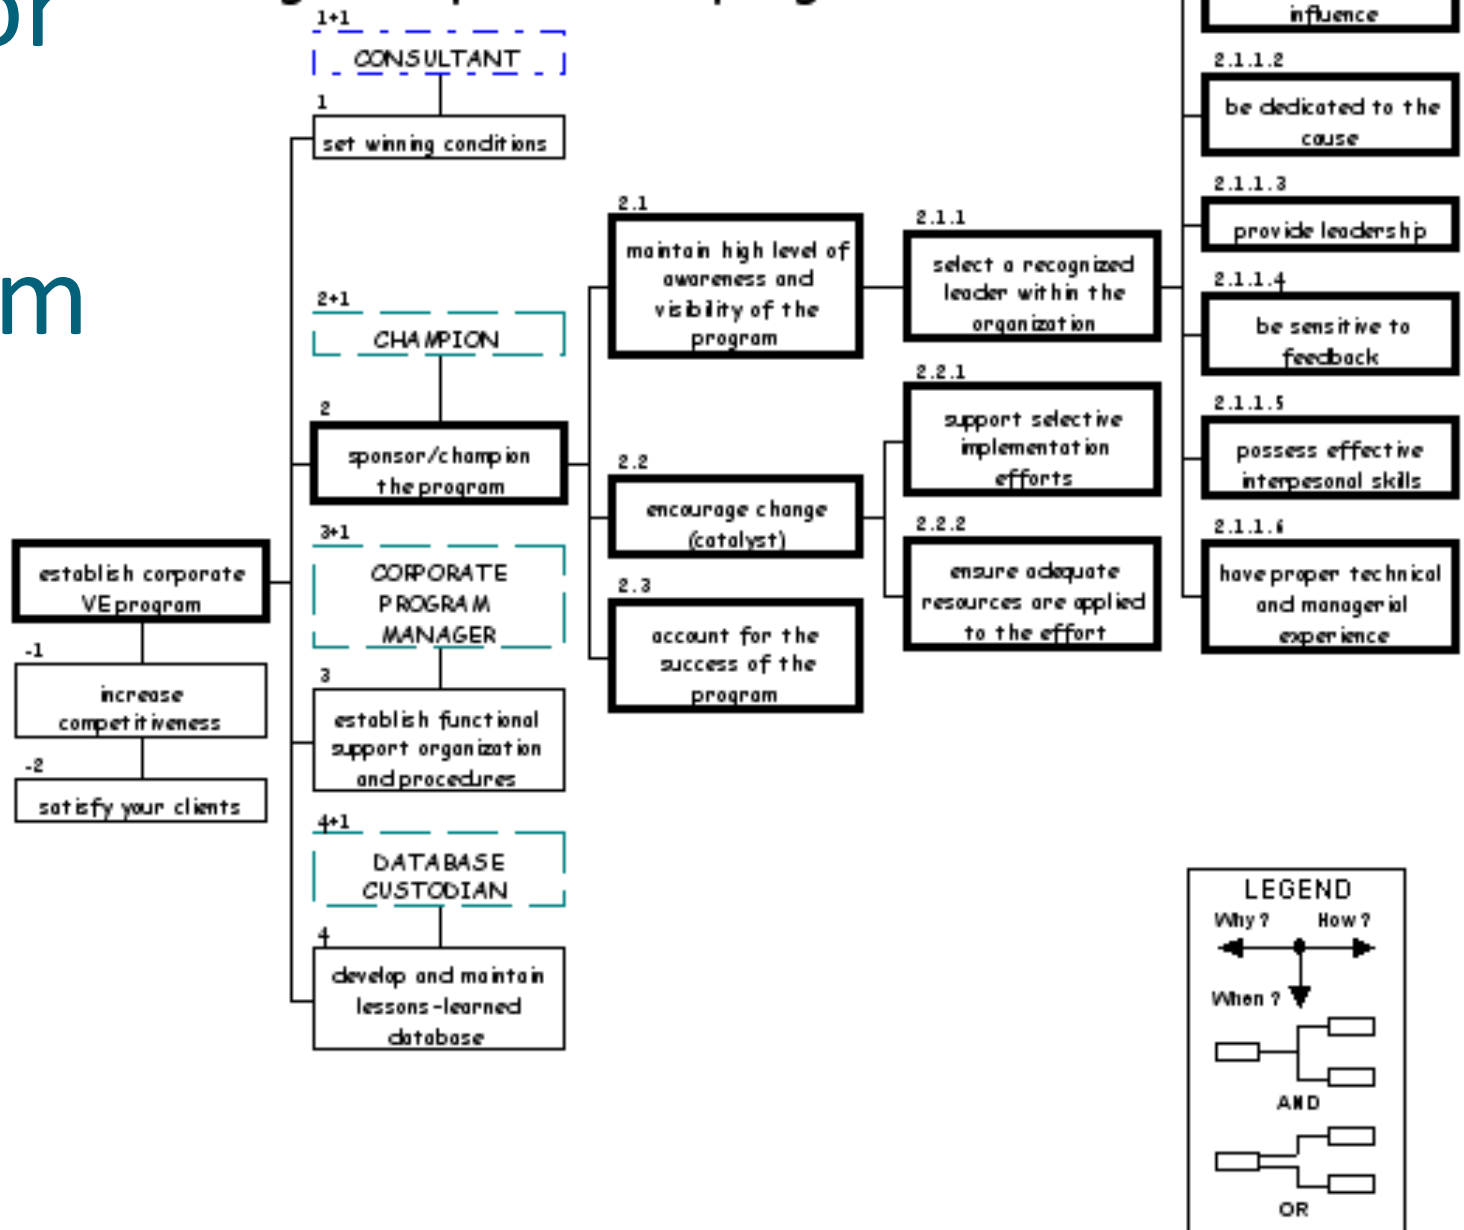 or
m
1+1
CONSULTANT
1
set winning conditions
2+1
CHAMPION
2
sponsor/champion
the program
3+1
CORPORATE
PROGRAM
MANAGER
3
establish functional
support organization
and procedures
4+1
DATABASE
CUSTODIAN
4
develop and maintain
lessons-learned
database
establish corporate
VE program
-1
increase
competitiveness
-2
satisfy your clients
2.1
maintain high level of
awareness and
visibility of the
program
2.2
encourage change
(catalyst)
2.3
account for the
success of the
program
2.1.1
select a recognized
leader within the
organization
2.2.1
support selective
implementation
efforts
2.2.2
ensure adequate
resources are applied
to the effort
influence
2.1.1.2
be dedicated to the
cause
2.1.1.3
provide leadership
2.1.1.4
be sensitive to
feedback
2.1.1.5
possess effective
interpesonal skills
2.1.1.6
have proper technical
and managerial
experience
LEGEND
Why ? How ?
When ?
AND
OR